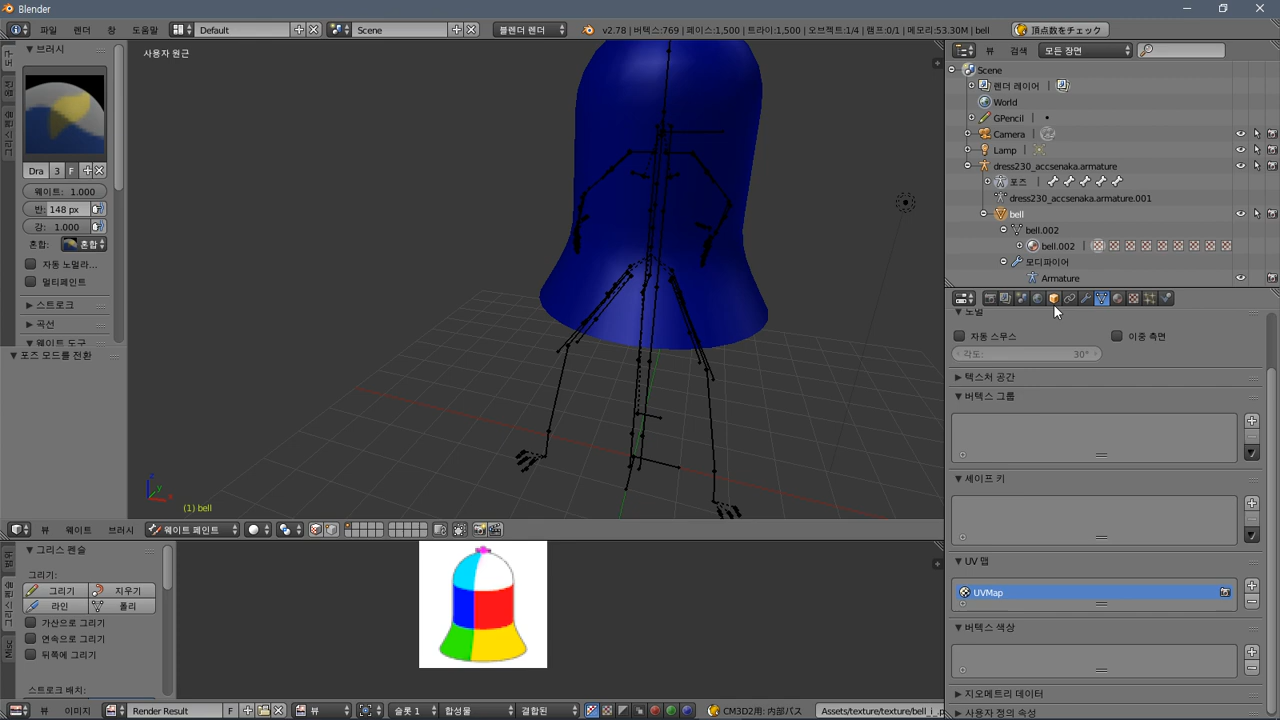 Blender
파일
렌더
창
도움말
Default
Scene
블렌더 렌더
v2.78 | 버텍스:769 | 페이스:1,500 | 트라이:1,500 | 오브젝트:1/4 | 램프:0/1 | 메모리:53.30M | bell
頂点数をチェック
브러시
Dra
3
F
웨이트: 1.000
반: 148 px
강: 1.000
혼합:
혼합
자동 노멀라...
멀티페인트
스트로크
곡선
웨이트 도구
포즈 모드를 전환
사용자 원근
(1) bell
뷰
웨이트
브러시
웨이트 페인트
그리스 펜슬
그리기:
그리기
지우기
라인
폴리
가산으로 그리기
연속으로 그리기
뒤쪽에 그리기
스트로크 배치:
Misc
뷰
이미지
Render Result
F
뷰
슬롯 1
합성물
결합된
CM3D2用: 内部パス
Assets/texture/texture/bell_i_p
뷰
검색
모든 장면
Scene
렌더 레이어
World
GPencil
Camera
Lamp
dress230_accsenaka.armature
포즈
dress230_accsenaka.armature.001
bell
bell.002
bell.002
모디파이어
Armature
노멀
자동 스무스
이중 측면
각도: 30°
텍스처 공간
버텍스 그룹
셰이프 키
UV 맵
UVMap
버텍스 색상
지오메트리 데이터
사용자 정의 속성